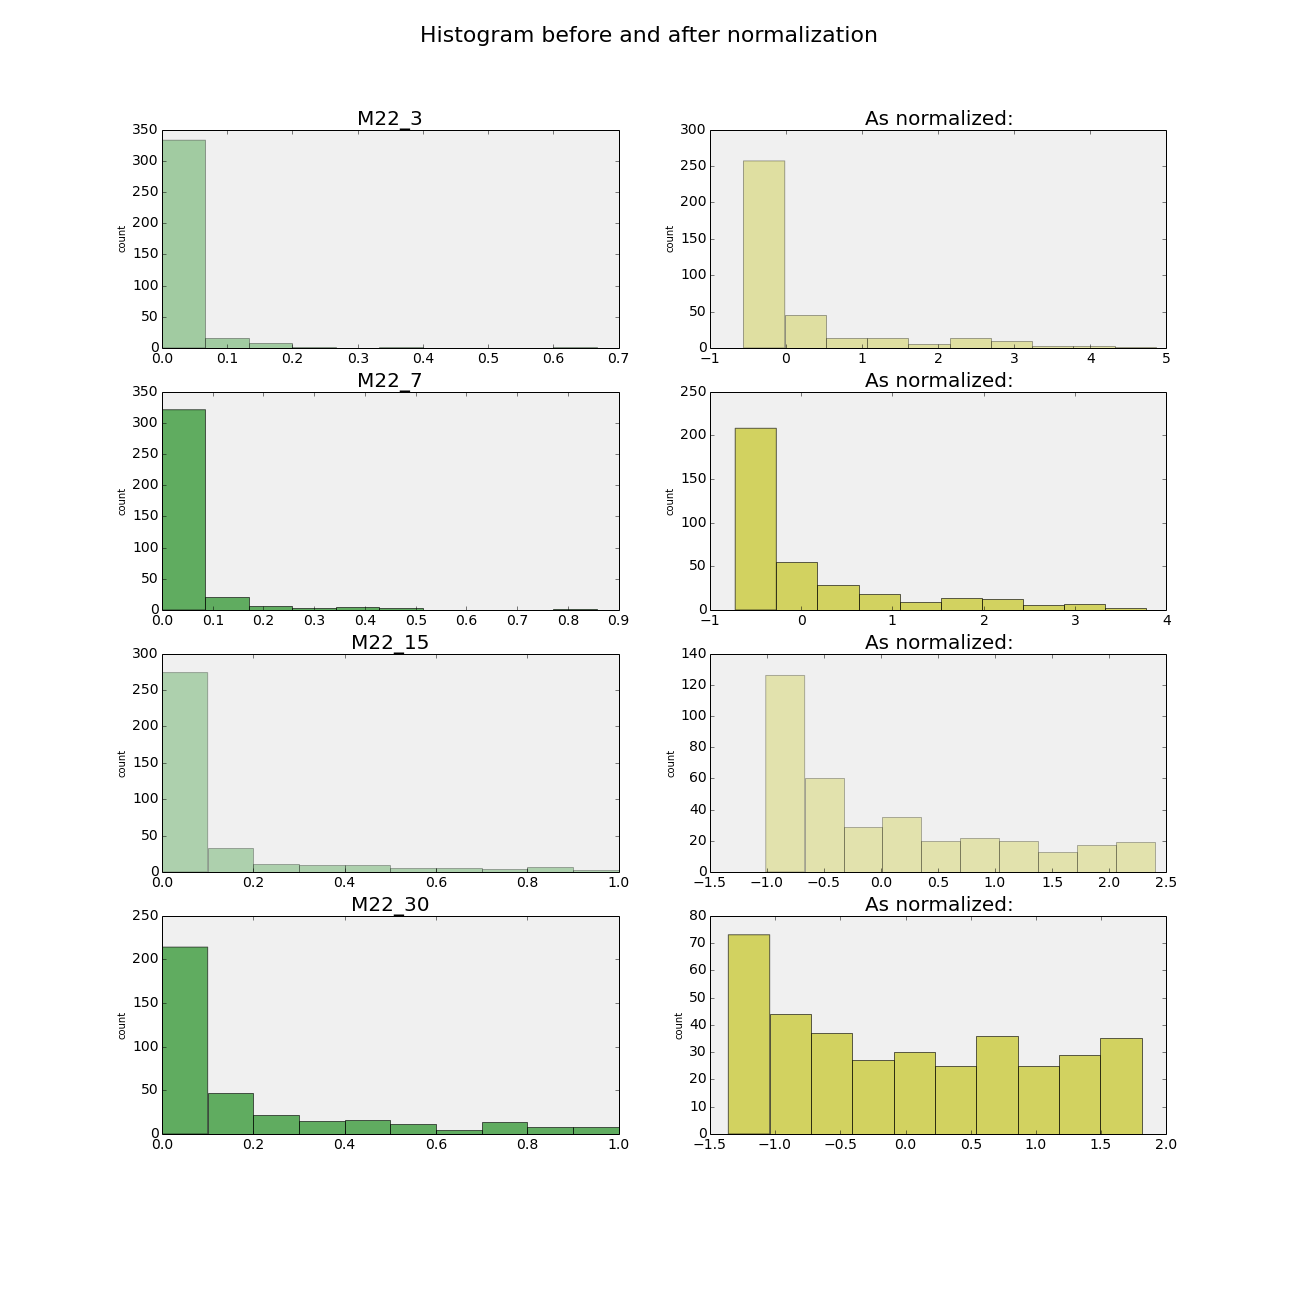 Histogram before and after normalization
M22_3
350
300
250
200
150
100
50
0
count
0.0 0.1 0.2 0.3 0.4 0.5 0.6 0.7
As normalized:
300
250
200
150
100
50
0
count
−1 0 1 2 3 4 5
M22_7
350
300
250
200
150
100
50
0
count
0.0 0.1 0.2 0.3 0.4 0.5 0.6 0.7 0.8 0.9
As normalized:
250
200
150
100
50
0
count
−1 0 1 2 3 4
M22_15
300
250
200
150
100
50
0
count
0.0 0.2 0.4 0.6 0.8 1.0
As normalized:
140
120
100
80
60
40
20
0
count
−1.5 −1.0 −0.5 0.0 0.5 1.0 1.5 2.0 2.5
M22_30
250
200
150
100
50
0
count
0.0 0.2 0.4 0.6 0.8 1.0
As normalized:
80
70
60
50
40
30
20
10
0
count
−1.5 −1.0 −0.5 0.0 0.5 1.0 1.5 2.0